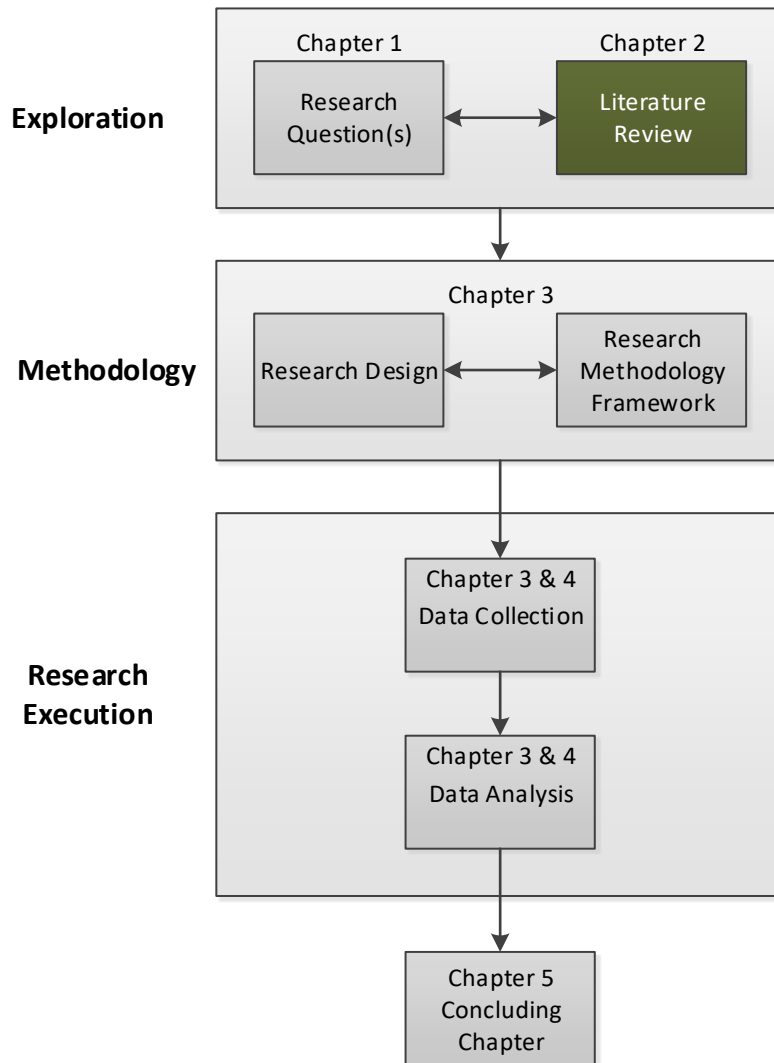 Chapter 1
Chapter 2
Exploration
Research
Question(s)
Literature
Review
Chapter 3
Methodology
Research Design
Research
Methodology
Framework
Research
Execution
Chapter 3 & 4
Data Collection
Chapter 3 & 4
Data Analysis
Chapter 5
Concluding
Chapter